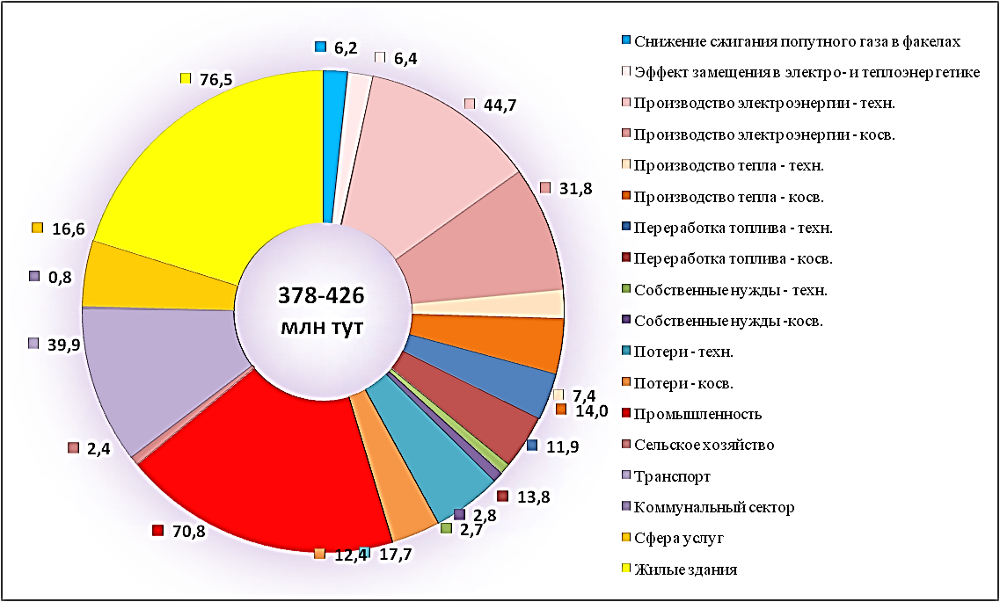 6,2
6,4
44,7
31,8
7,4
14,0
11,9
13,8
2,8
2,7
17,7
12,4
70,8
2,4
39,9
0,8
16,6
76,5
378-426
млн тут
Снижение сжигания попутного газа в факелах
Эффект замещения в электро- и теплоэнергетике
Производство электроэнергии - техн.
Производство электроэнергии - косв.
Производство тепла - техн.
Производство тепла - косв.
Переработка топлива - техн.
Переработка топлива - косв.
Собственные нужды - техн.
Собственные нужды -косв.
Потери - техн.
Потери - косв.
Промышленность
Сельское хозяйство
Транспорт
Коммунальный сектор
Сфера услуг
Жилые здания